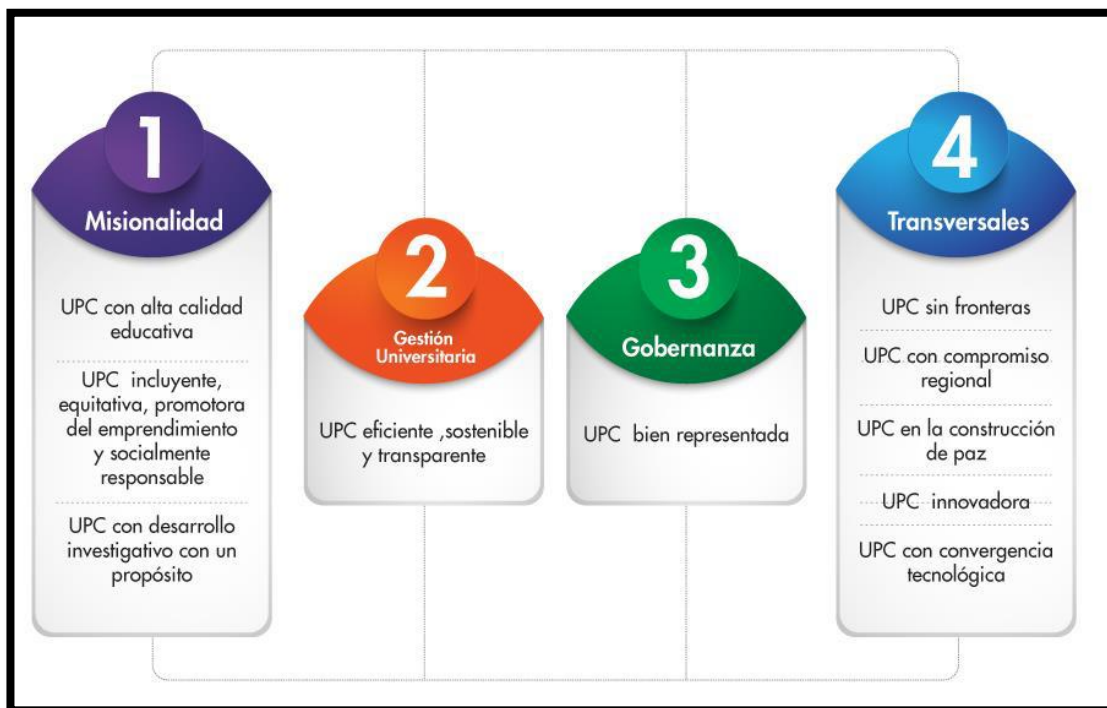 1
Misionalidad
UPC con alta calidad
educativa
UPC incluyente,
equitativa, promotora
del emprendimiento
y socialmente
responsable
UPC con desarrollo
investigativo con un
propósito
2
Gestión
Universitaria
UPC eficiente ,sostenible
y transparente
3
Gobernanza
UPC bien representada
4
Transversales
UPC sin fronteras
UPC con compromiso
regional
UPC en la construcción
de paz
UPC innovadora
UPC con convergencia
tecnológica